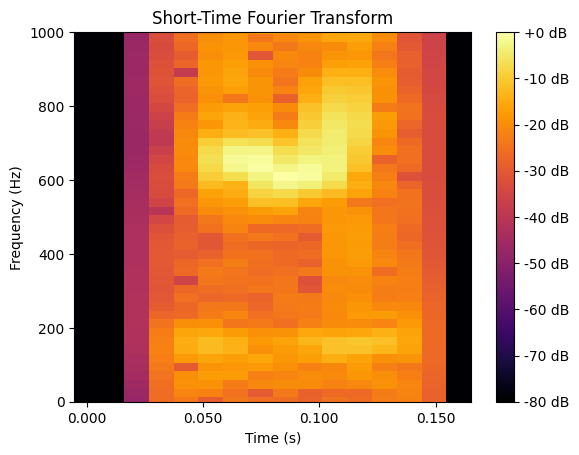 Short-Time Fourier Transform
1000
800
600
400
200
0
Frequency (Hz)
0.000
0.050
0.100
0.150
Time (s)
+0 dB
-10 dB
-20 dB
-30 dB
-40 dB
-50 dB
-60 dB
-70 dB
-80 dB